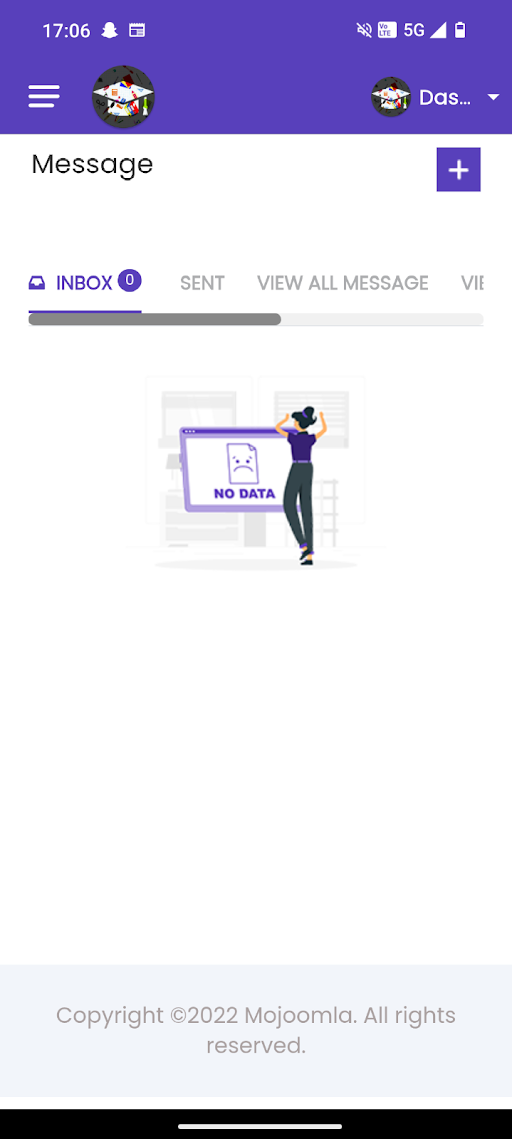 17:06 Vo LTE 5G
Das...
Message
+
INBOX 0 SENT VIEW ALL MESSAGE VIE
NO DATA
Copyright ©2022 Mojoomla. All rights
reserved.